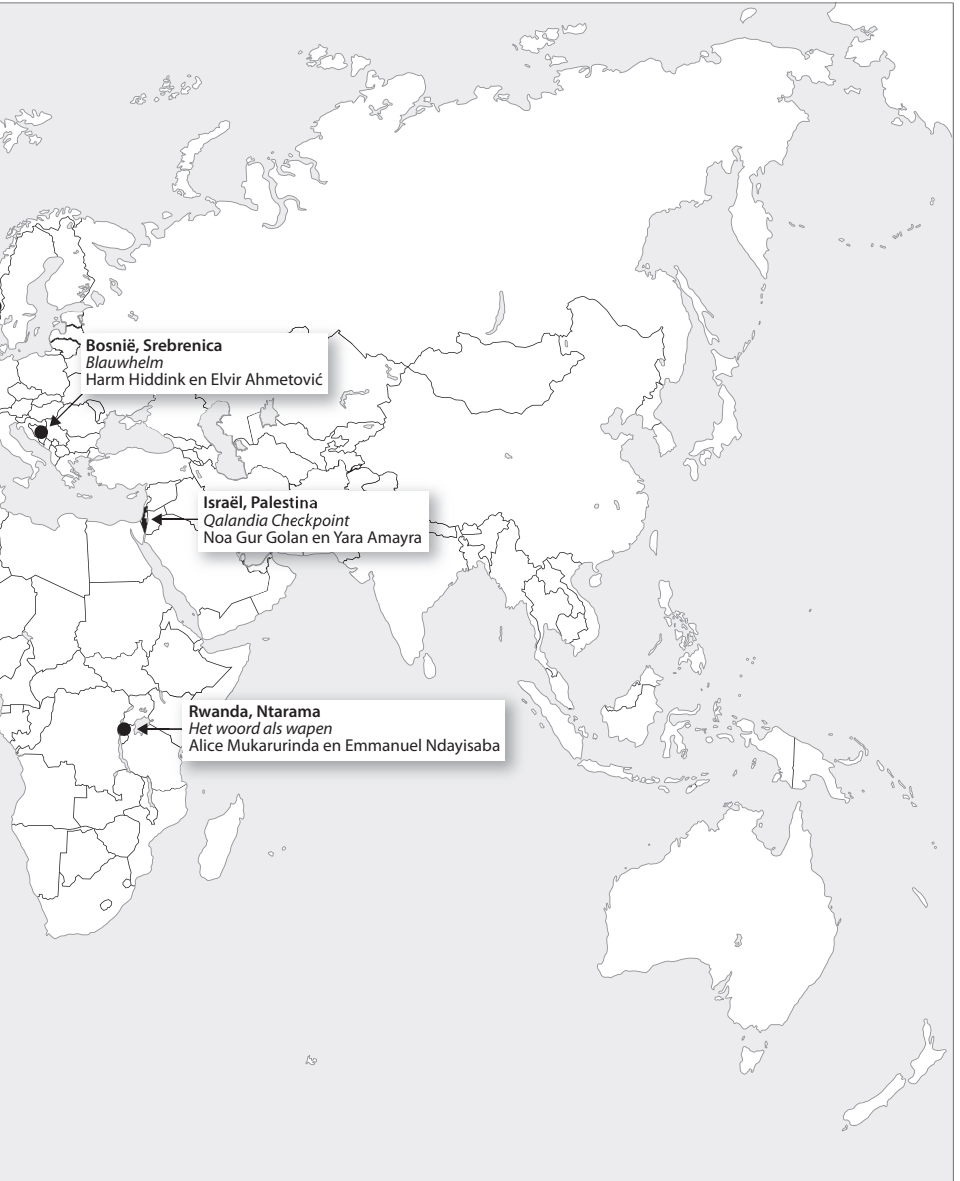 Bosnië, Srebrenica
Blauwhelm
Harm Hiddink en Elvir Ahmetović
Israël, Palestina
Qalandia Checkpoint
Noa Gur Golan en Yara Amayra
Rwanda, Ntarama
Het woord als wapen
Alice Mukarurinda en Emmanuel Ndayisaba